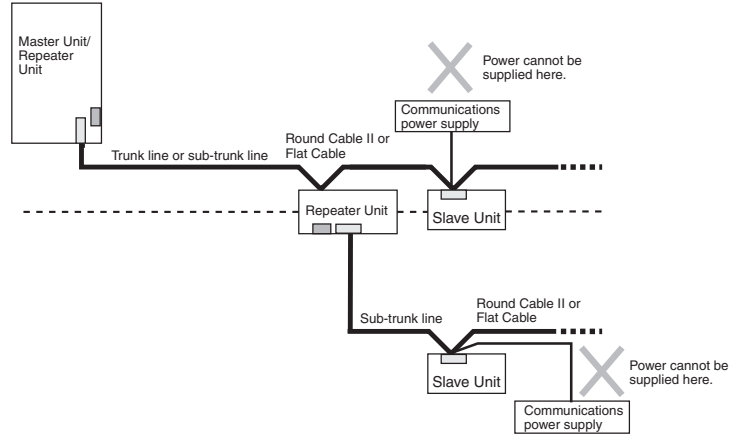 Master Unit/
Repeater
Unit
Power cannot be
supplied here.
Communications
power supply
Trunk line or sub-trunk line
Round Cable II or
Flat Cable
Repeater Unit
Slave Unit
Sub-trunk line
Round Cable II or
Flat Cable
Slave Unit
Power cannot be
supplied here.
Communications
power supply